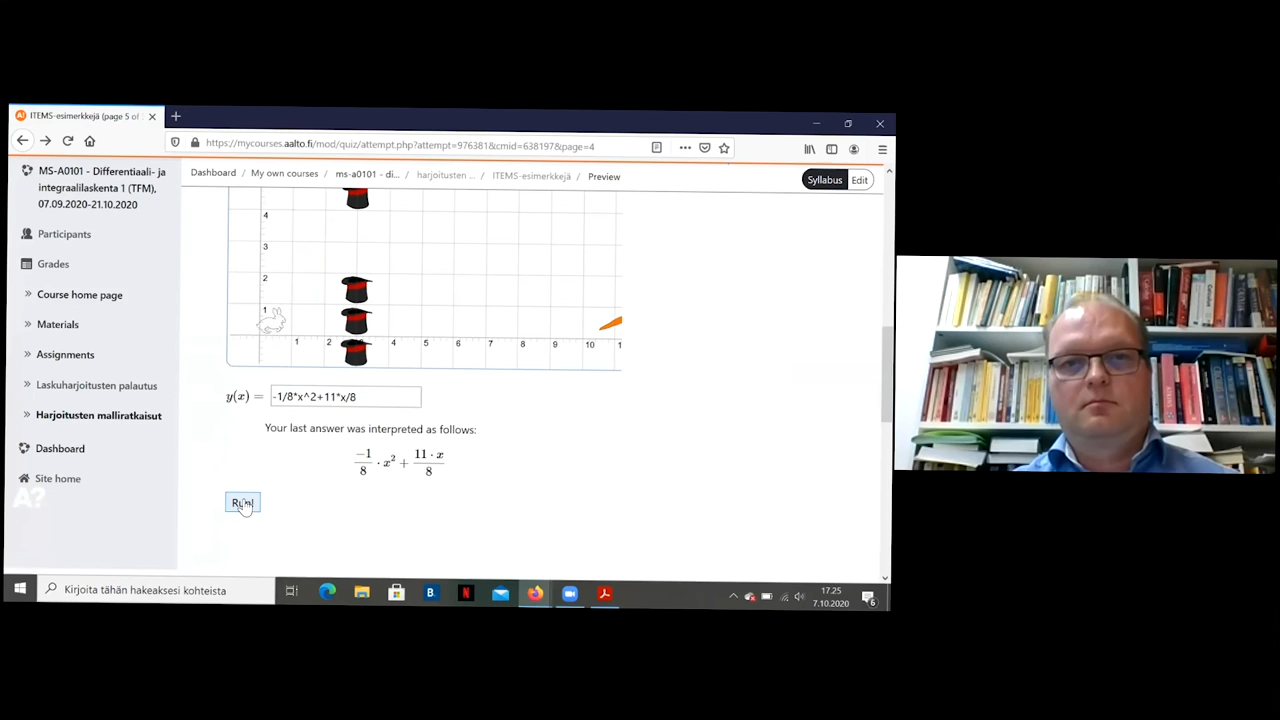 ITEMS-esimerkkejä (page 5 of
https://mycourses.aalto.fi/mod/quiz/attempt.php?attempt=976381&cmid=638197&page=4
MS-A0101 - Differentiaali- ja
integraalilaskenta 1 (TFM),
07.09.2020-21.10.2020
Participants
Grades
Course home page
Materials
Assignments
Laskuharjoitusten palautus
Harjoitusten malliratkaisut
Dashboard
Site home
A?
Dashboard / My own courses / ms-a0101 - di... / harjoitusten ... / ITEMS-esimerkkejä / Preview
Syllabus Edit
4
3
2
1
1 2 3 4 5 6 7 8 9 10
y(x) = -1/8*x^2+11*x/8
Your last answer was interpreted as follows:
−1/8 · x² + 11 · x/8
Run!
Kirjoita tähän hakeaksesi kohteista
B.
N
17.25
7.10.2020
6